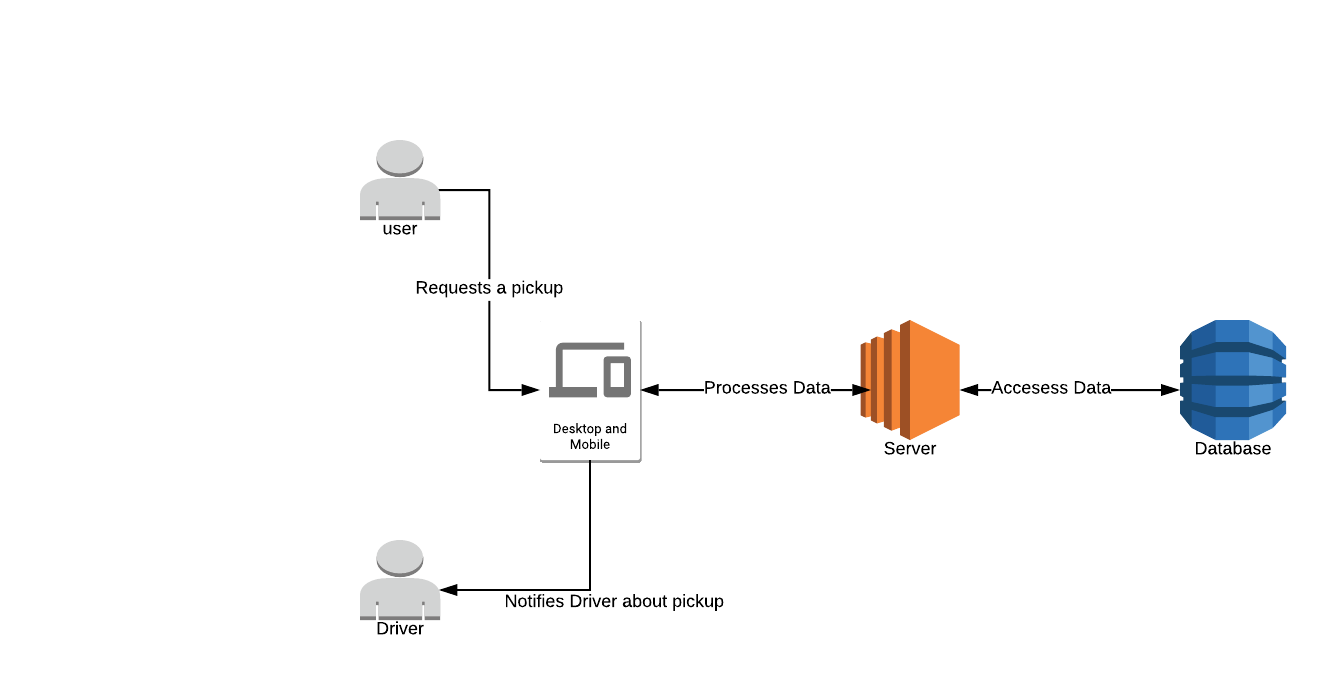 user
Requests a pickup
Processes Data
Accesess Data
Desktop and
Mobile
Server
Database
Notifies Driver about pickup
Driver